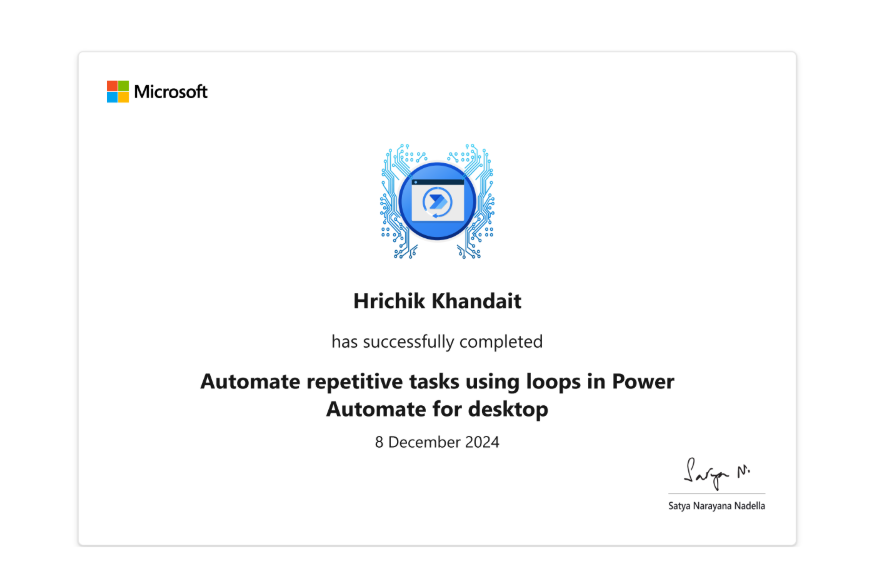 Microsoft
Hrichik Khandait
has successfully completed
Automate repetitive tasks using loops in Power
Automate for desktop
8 December 2024
Satya N.
Satya Narayana Nadella